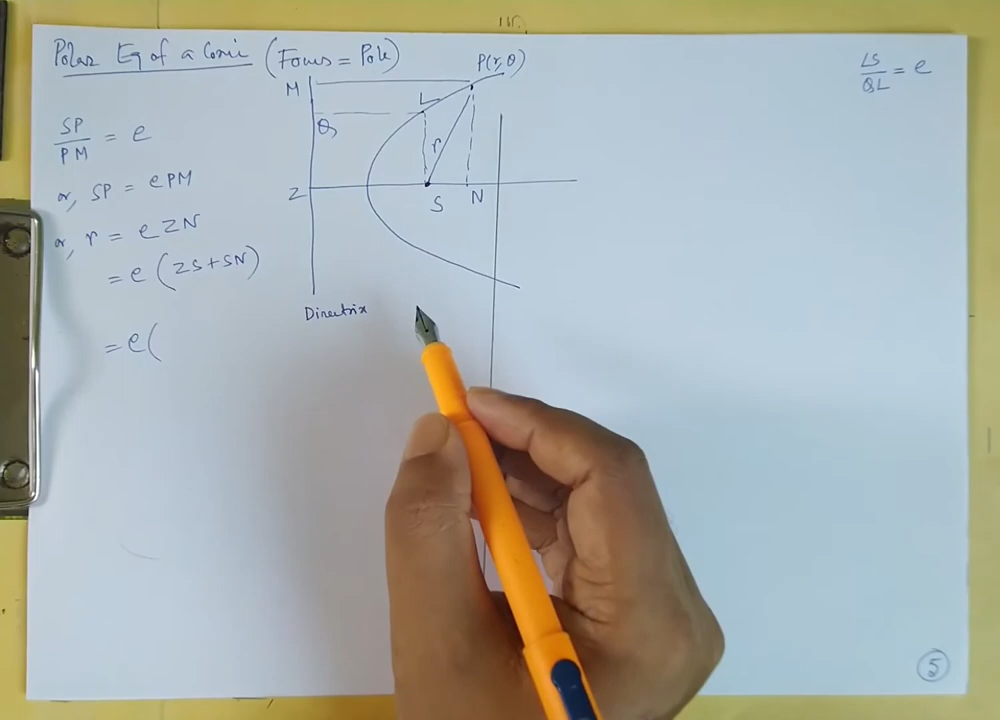 Polar Eq of a Conic (Focus = Pole)
SP/PM = e
or, SP = e PM
or, r = e ZN
= e (ZS+SN)
= e(
P(r, θ)
M
L
Q
r
Z
S
N
Directrix
LS/QL = e
5